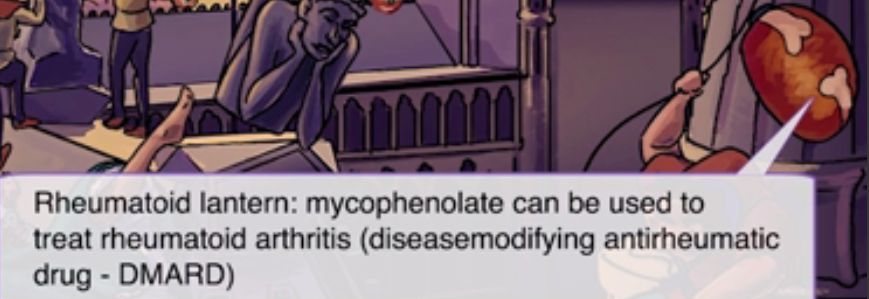 Rheumatoid lantern: mycophenolate can be used to
treat rheumatoid arthritis (diseasemodifying antirheumatic
drug - DMARD)